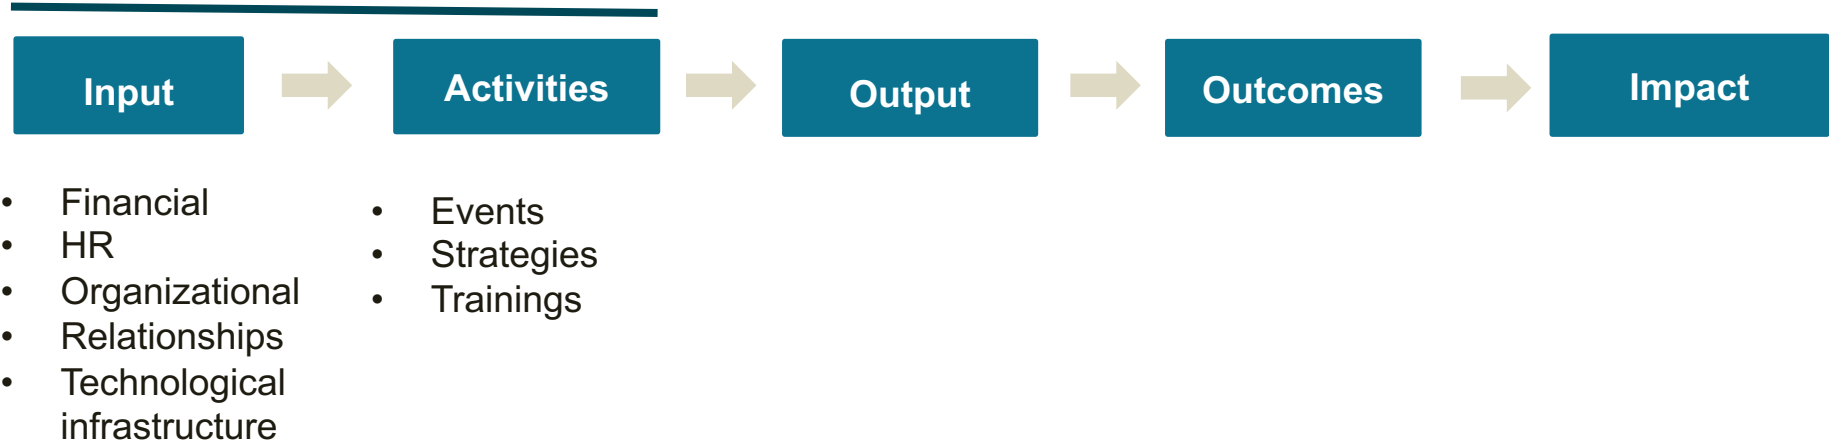 Input
Activities
Output
Outcomes
Impact
• Financial
• HR
• Organizational
• Relationships
• Technological
infrastructure
• Events
• Strategies
• Trainings